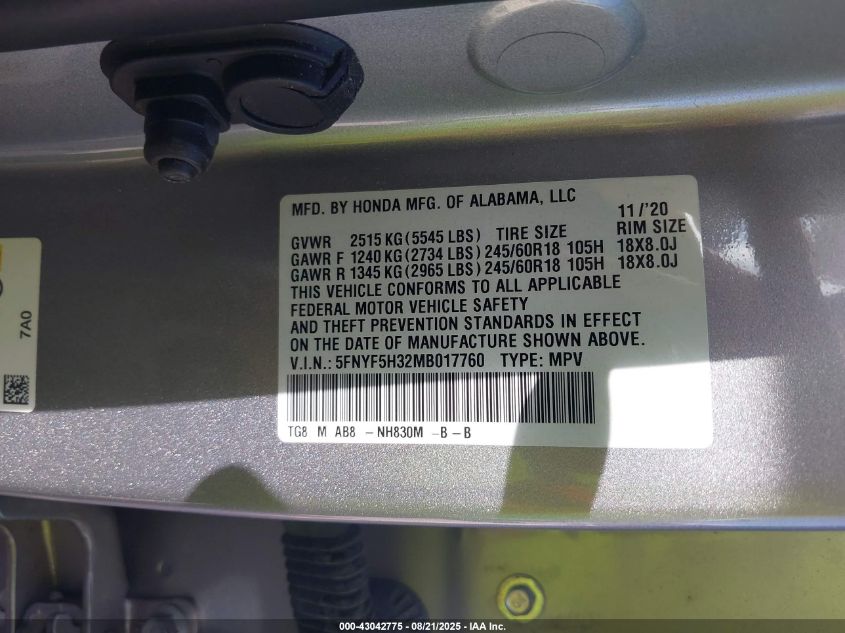 MFD. BY HONDA MFG. OF ALABAMA, LLC
11/'20
GVWR 2515 KG (5545 LBS) TIRE SIZE RIM SIZE
GAWR F 1240 KG (2734 LBS) 245/60R18 105H 18X8.0J
GAWR R 1345 KG (2965 LBS) 245/60R18 105H 18X8.0J
THIS VEHICLE CONFORMS TO ALL APPLICABLE
FEDERAL MOTOR VEHICLE SAFETY
AND THEFT PREVENTION STANDARDS IN EFFECT
ON THE DATE OF MANUFACTURE SHOWN ABOVE.
V.I.N.: 5FNYF5H32MB017760 TYPE: MPV
TG8 M AB8 -NH830M -B-B
7A0
000-43042775 - 08/21/2025 - IAA Inc.